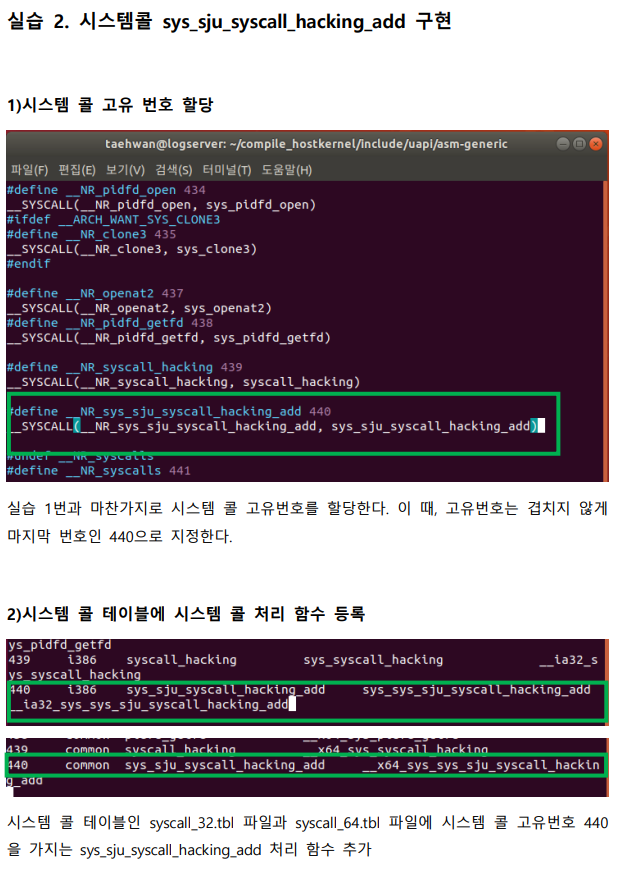 실습 2. 시스템콜 sys_sju_syscall_hacking_add 구현
1)시스템 콜 고유 번호 할당
taehwan@logserver: ~/compile_hostkernel/include/uapi/asm-generic
파일(F) 편집(E) 보기(V) 검색(S) 터미널(T) 도움말(H)
#define __NR_pidfd_open 434
__SYSCALL(__NR_pidfd_open, sys_pidfd_open)
#ifdef __ARCH_WANT_SYS_CLONE3
#define __NR_clone3 435
__SYSCALL(__NR_clone3, sys_clone3)
#endif
#define __NR_openat2 437
__SYSCALL(__NR_openat2, sys_openat2)
#define __NR_pidfd_getfd 438
__SYSCALL(__NR_pidfd_getfd, sys_pidfd_getfd)
#define __NR_syscall_hacking 439
__SYSCALL(__NR_syscall_hacking, syscall_hacking)
#define __NR_sys_sju_syscall_hacking_add 440
__SYSCALL(__NR_sys_sju_syscall_hacking_add, sys_sju_syscall_hacking_add)
#undef __NR_syscalls
#define __NR_syscalls 441
실습 1번과 마찬가지로 시스템 콜 고유번호를 할당한다. 이 때, 고유번호는 겹치지 않게
마지막 번호인 440으로 지정한다.
2)시스템 콜 테이블에 시스템 콜 처리 함수 등록
ys_pidfd_getfd
439 i386 syscall_hacking sys_syscall_hacking __ia32_s
ys_syscall_hacking
440 i386 sys_sju_syscall_hacking_add sys_sys_sju_syscall_hacking_add
__ia32_sys_sys_sju_syscall_hacking_add
439 common syscall_hacking __x64_sys_syscall_hacking
440 common sys_sju_syscall_hacking_add __x64_sys_sys_sju_syscall_hackin
g_add
시스템 콜 테이블인 syscall_32.tbl 파일과 syscall_64.tbl 파일에 시스템 콜 고유번호 440
을 가지는 sys_sju_syscall_hacking_add 처리 함수 추가